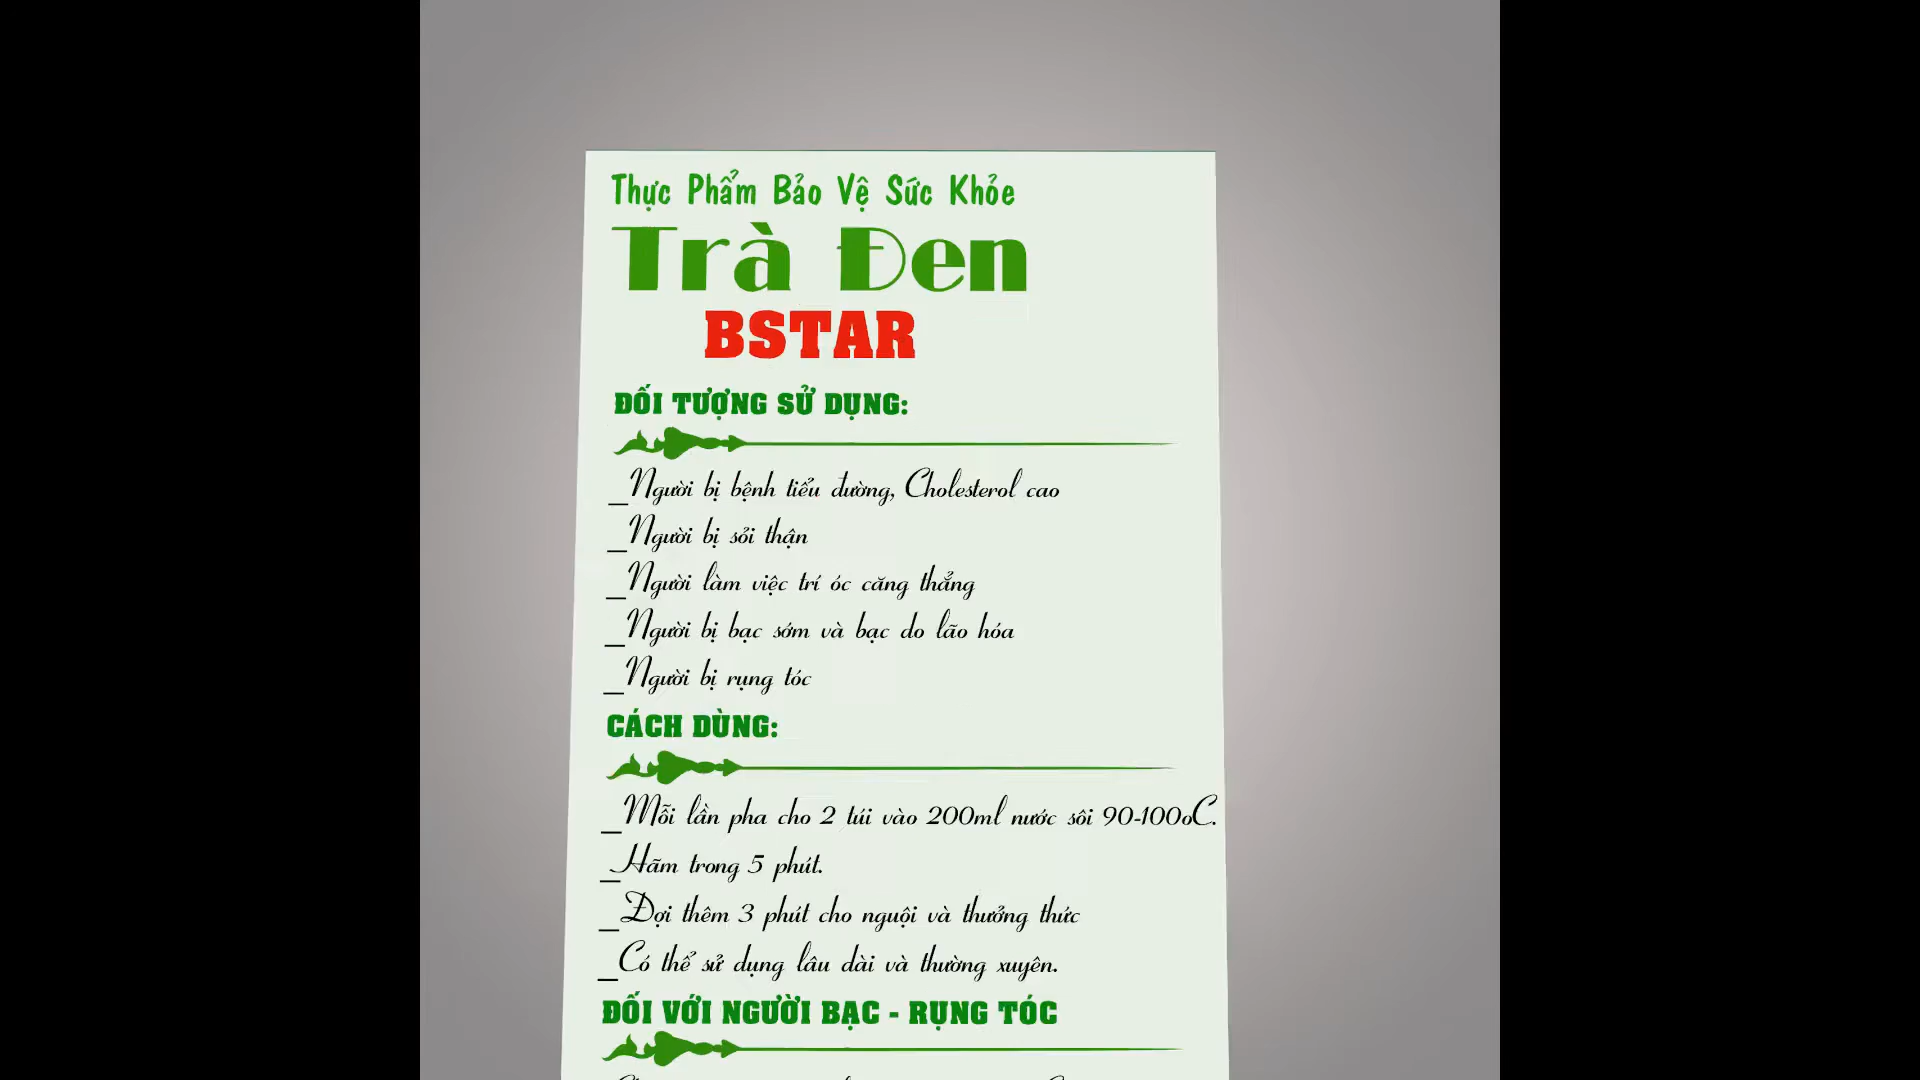 Thực Phẩm Bảo Vệ Sức Khỏe
Trà Đen
BSTAR
ĐỐI TƯỢNG SỬ DỤNG:
_Người bị bệnh tiểu đường, Cholesterol cao
_Người bị sỏi thận
_Người làm việc trí óc căng thẳng
_Người bị bạc sớm và bạc do lão hóa
_Người bị rụng tóc
CÁCH DÙNG:
_Mỗi lần pha cho 2 túi vào 200ml nước sôi 90-100oC.
_Hãm trong 5 phút.
_Đợi thêm 3 phút cho nguội và thưởng thức
_Có thể sử dụng lâu dài và thường xuyên.
ĐỐI VỚI NGƯỜI BẠC - RỤNG TÓC